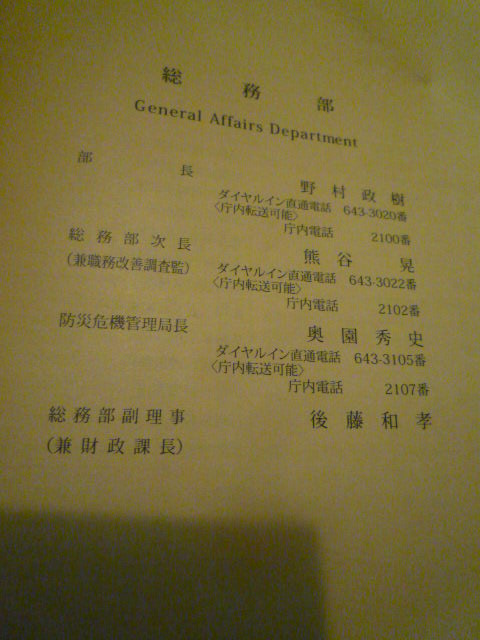 総務部
General Affairs Department
部長 野村政樹
ダイヤルイン直通電話 643-3020番
〈庁内転送可能〉
庁内電話 2100番
総務部次長 熊谷晃
(兼職務改善調査監) ダイヤルイン直通電話 643-3022番
〈庁内転送可能〉
庁内電話 2102番
防災危機管理局長 奥園秀史
ダイヤルイン直通電話 643-3105番
〈庁内転送可能〉
庁内電話 2107番
総務部副理事 後藤和孝
(兼財政課長)